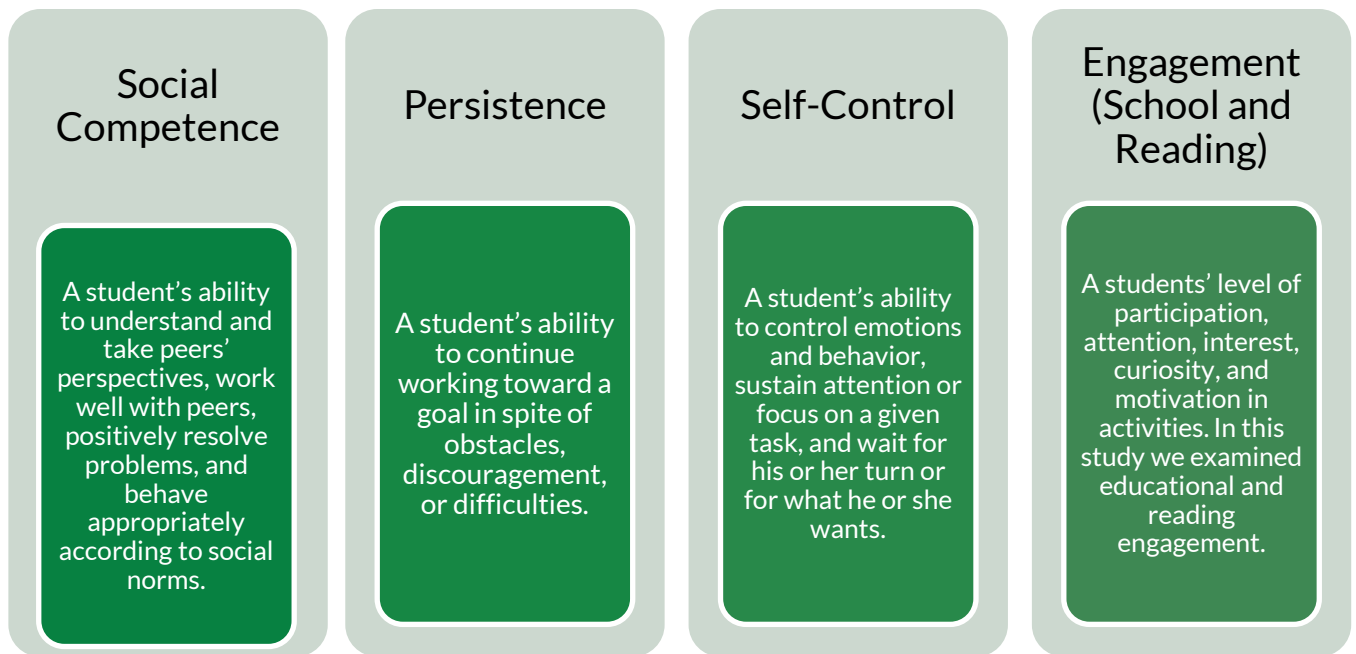 Social
Competence
A student’s ability
to understand and
take peers’
perspectives, work
well with peers,
positively resolve
problems, and
behave
appropriately
according to social
norms.
Persistence
A student’s ability
to continue
working toward a
goal in spite of
obstacles,
discouragement,
or difficulties.
Self-Control
A student’s ability
to control emotions
and behavior,
sustain attention or
focus on a given
task, and wait for
his or her turn or
for what he or she
wants.
Engagement
(School and
Reading)
A students’ level of
participation,
attention, interest,
curiosity, and
motivation in
activities. In this
study we examined
educational and
reading
engagement.